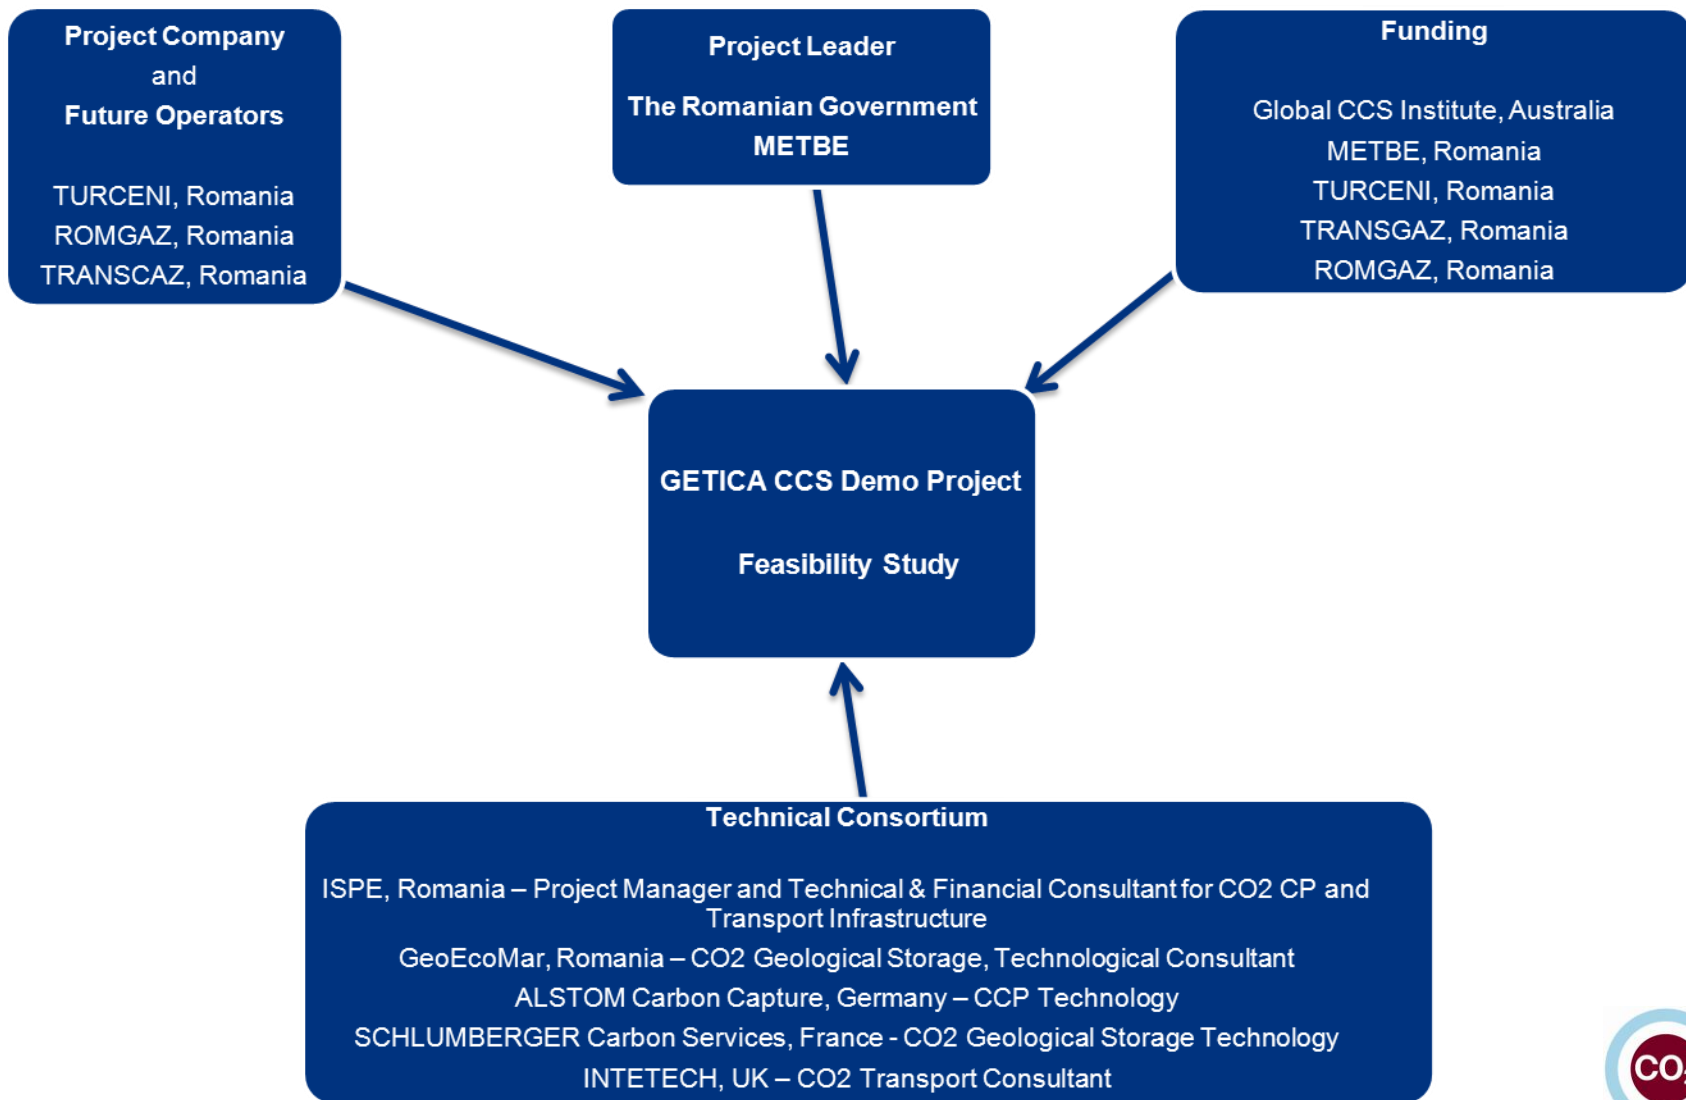 Project Company
and
Future Operators
TURCENI, Romania
ROMGAZ, Romania
TRANSCAZ, Romania
Project Leader
The Romanian Government
METBE
Funding
Global CCS Institute, Australia
METBE, Romania
TURCENI, Romania
TRANSGAZ, Romania
ROMGAZ, Romania
GETICA CCS Demo Project
Feasibility Study
Technical Consortium
ISPE, Romania – Project Manager and Technical & Financial Consultant for CO2 CP and
Transport Infrastructure
GeoEcoMar, Romania – CO2 Geological Storage, Technological Consultant
ALSTOM Carbon Capture, Germany – CCP Technology
SCHLUMBERGER Carbon Services, France - CO2 Geological Storage Technology
INTETECH, UK – CO2 Transport Consultant
CO₂